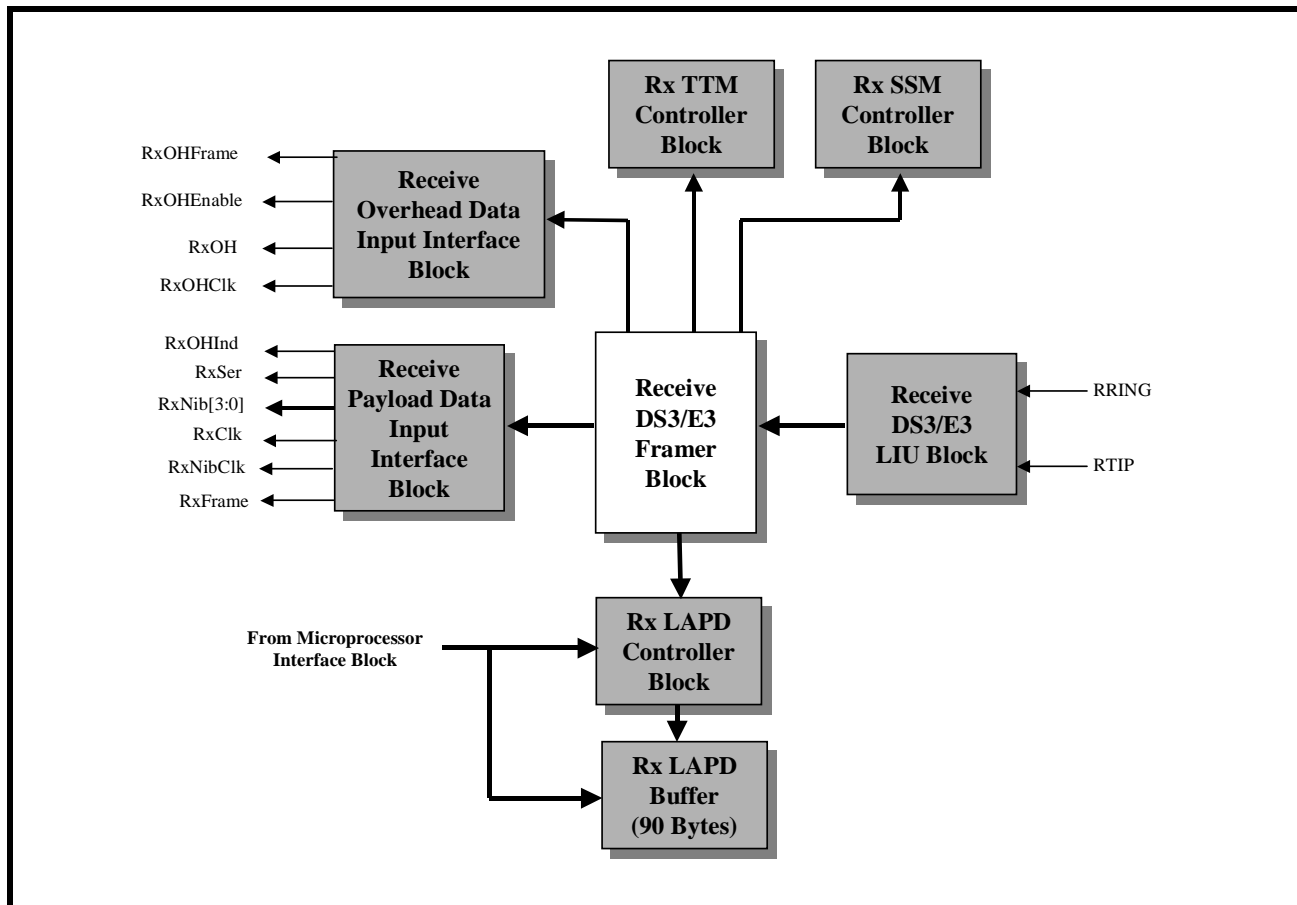 Rx TTM
Controller
Block
Rx SSM
Controller
Block
RxOHFrame
RxOHEnable
RxOH
RxOHClk
Receive
Overhead Data
Input Interface
Block
RxOHInd
RxSer
RxNib[3:0]
RxClk
RxNibClk
RxFrame
Receive
Payload Data
Input
Interface
Block
Receive
DS3/E3
Framer
Block
Receive
DS3/E3
LIU Block
RRING
RTIP
From Microprocessor
Interface Block
Rx LAPD
Controller
Block
Rx LAPD
Buffer
(90 Bytes)